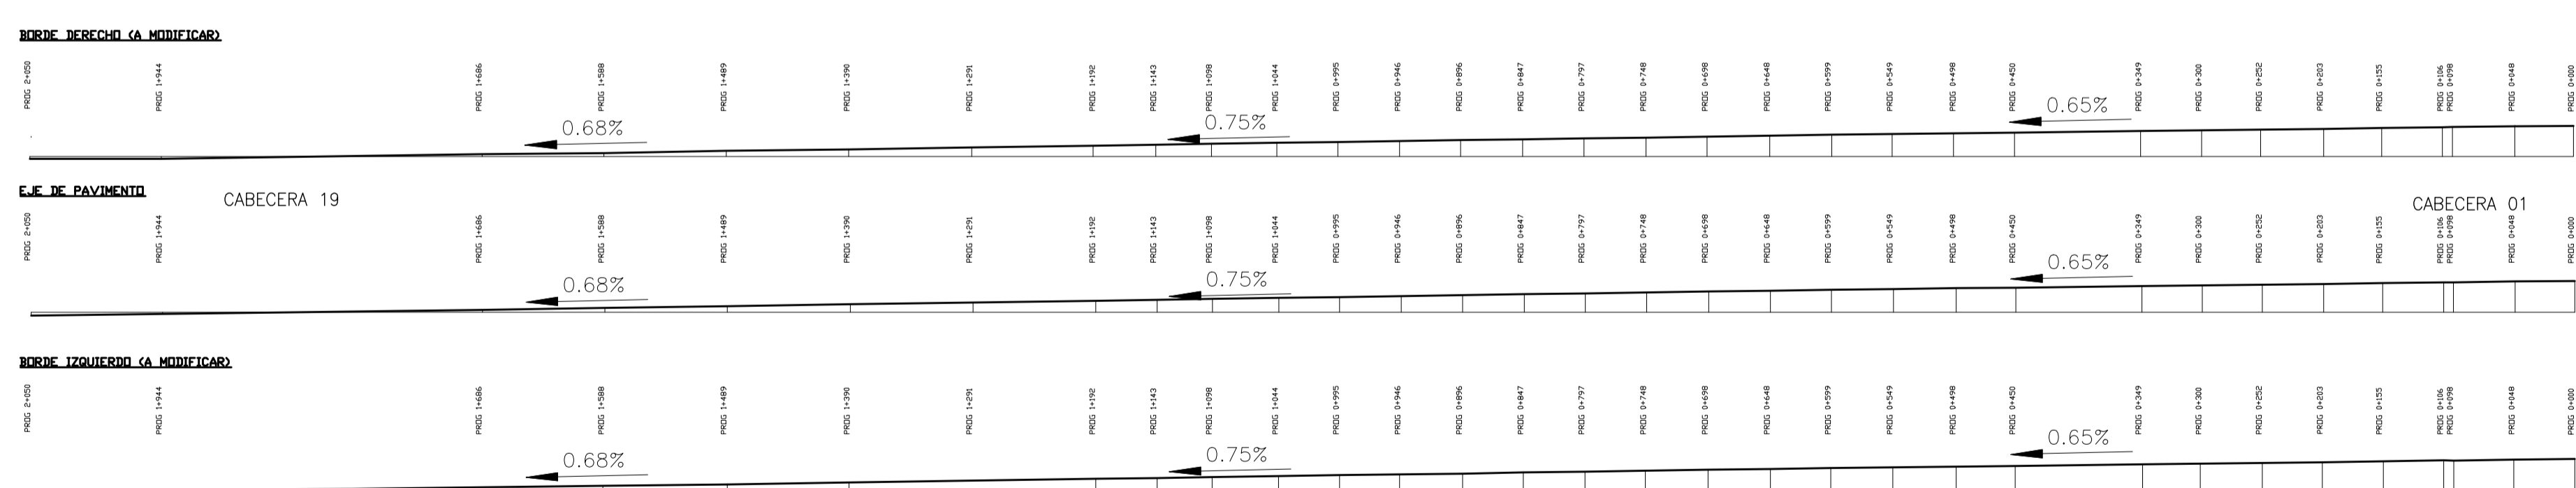 BORDE DERECHO (A MODIFICAR)
PROG 2+050 PROG 1+944 PROG 1+686 PROG 1+588 PROG 1+489 PROG 1+390 PROG 1+291 PROG 1+192 PROG 1+143 PROG 1+098 PROG 1+044 PROG 0+995 PROG 0+946 PROG 0+896 PROG 0+847 PROG 0+797 PROG 0+748 PROG 0+698 PROG 0+648 PROG 0+599 PROG 0+549 PROG 0+498 PROG 0+450 PROG 0+349 PROG 0+300 PROG 0+252 PROG 0+203 PROG 0+155 PROG 0+106 PROG 0+098 PROG 0+048 PROG 0+000
0.68% 0.75% 0.65%
EJE DE PAVIMENTO
CABECERA 19 CABECERA 01
PROG 2+050 PROG 1+944 PROG 1+686 PROG 1+588 PROG 1+489 PROG 1+390 PROG 1+291 PROG 1+192 PROG 1+143 PROG 1+098 PROG 1+044 PROG 0+995 PROG 0+946 PROG 0+896 PROG 0+847 PROG 0+797 PROG 0+748 PROG 0+698 PROG 0+648 PROG 0+599 PROG 0+549 PROG 0+498 PROG 0+450 PROG 0+349 PROG 0+300 PROG 0+252 PROG 0+203 PROG 0+155 PROG 0+106 PROG 0+098 PROG 0+048 PROG 0+000
0.68% 0.75% 0.65%
BORDE IZQUIERDO (A MODIFICAR)
PROG 2+050 PROG 1+944 PROG 1+686 PROG 1+588 PROG 1+489 PROG 1+390 PROG 1+291 PROG 1+192 PROG 1+143 PROG 1+098 PROG 1+044 PROG 0+995 PROG 0+946 PROG 0+896 PROG 0+847 PROG 0+797 PROG 0+748 PROG 0+698 PROG 0+648 PROG 0+599 PROG 0+549 PROG 0+498 PROG 0+450 PROG 0+349 PROG 0+300 PROG 0+252 PROG 0+203 PROG 0+155 PROG 0+106 PROG 0+098 PROG 0+048 PROG 0+000
0.68% 0.75% 0.65%